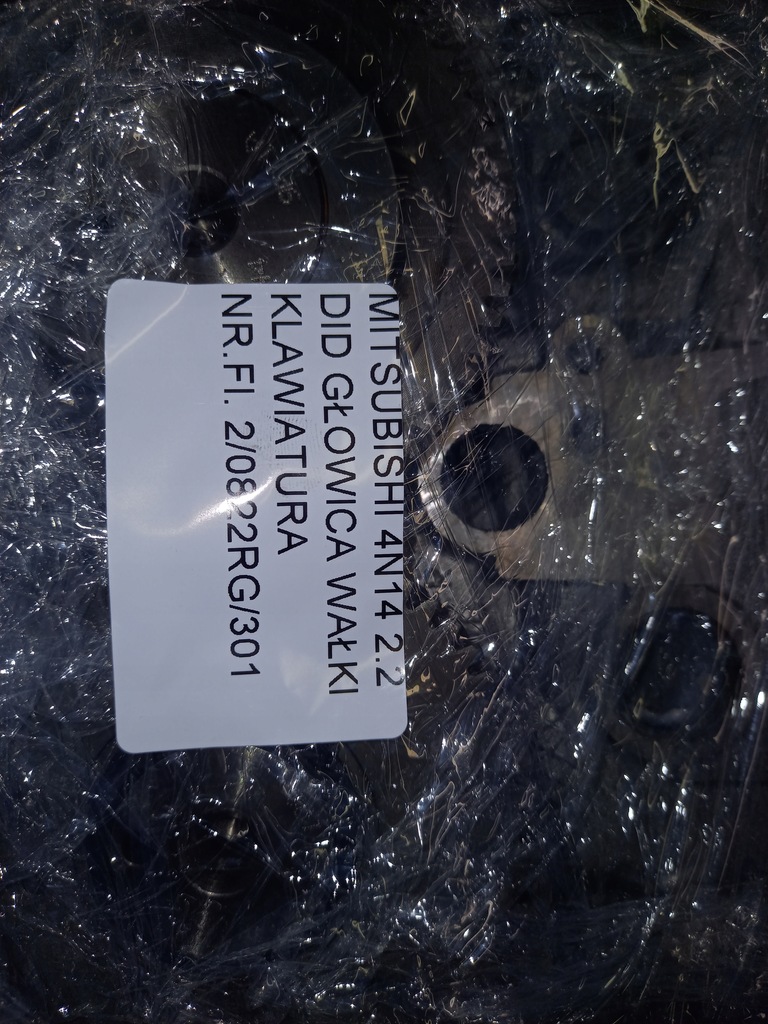 MITSUBISHI 4N14 2.2
DID GŁOWICA WAŁKI
KLAWIATURA
NR.FI. 2/0822RG/301